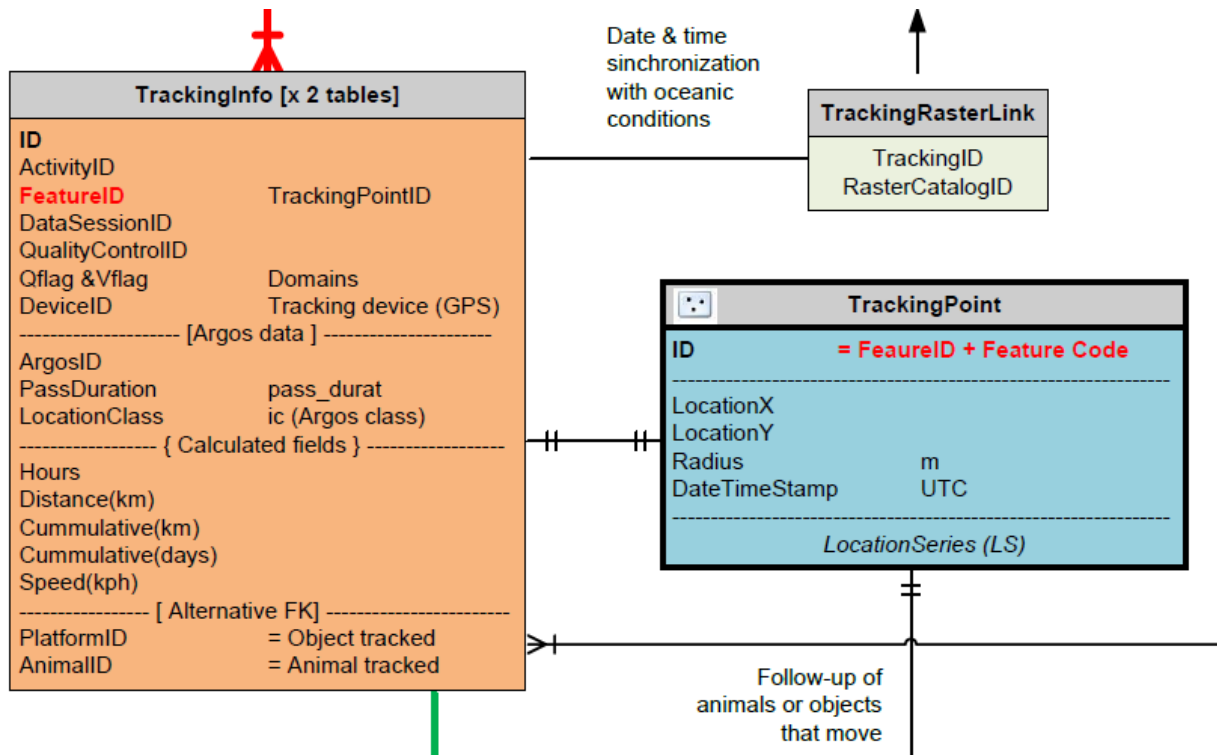 Date & time
sinchronization
with oceanic
conditions
TrackingInfo [x 2 tables]
ID
ActivityID
FeatureID TrackingPointID
DataSessionID
QualityControlID
Qflag &Vflag Domains
DeviceID Tracking device (GPS)
--------------------- [Argos data ] ----------------------
ArgosID
PassDuration pass_durat
LocationClass ic (Argos class)
------------------ { Calculated fields } ------------------
Hours
Distance(km)
Cummulative(km)
Cummulative(days)
Speed(kph)
----------------- [ Alternative FK] ------------------------
PlatformID = Object tracked
AnimalID = Animal tracked
TrackingRasterLink
TrackingID
RasterCatalogID
TrackingPoint
ID = FeaureID + Feature Code
LocationX
LocationY
Radius m
DateTimeStamp UTC
LocationSeries (LS)
Follow-up of
animals or objects
that move